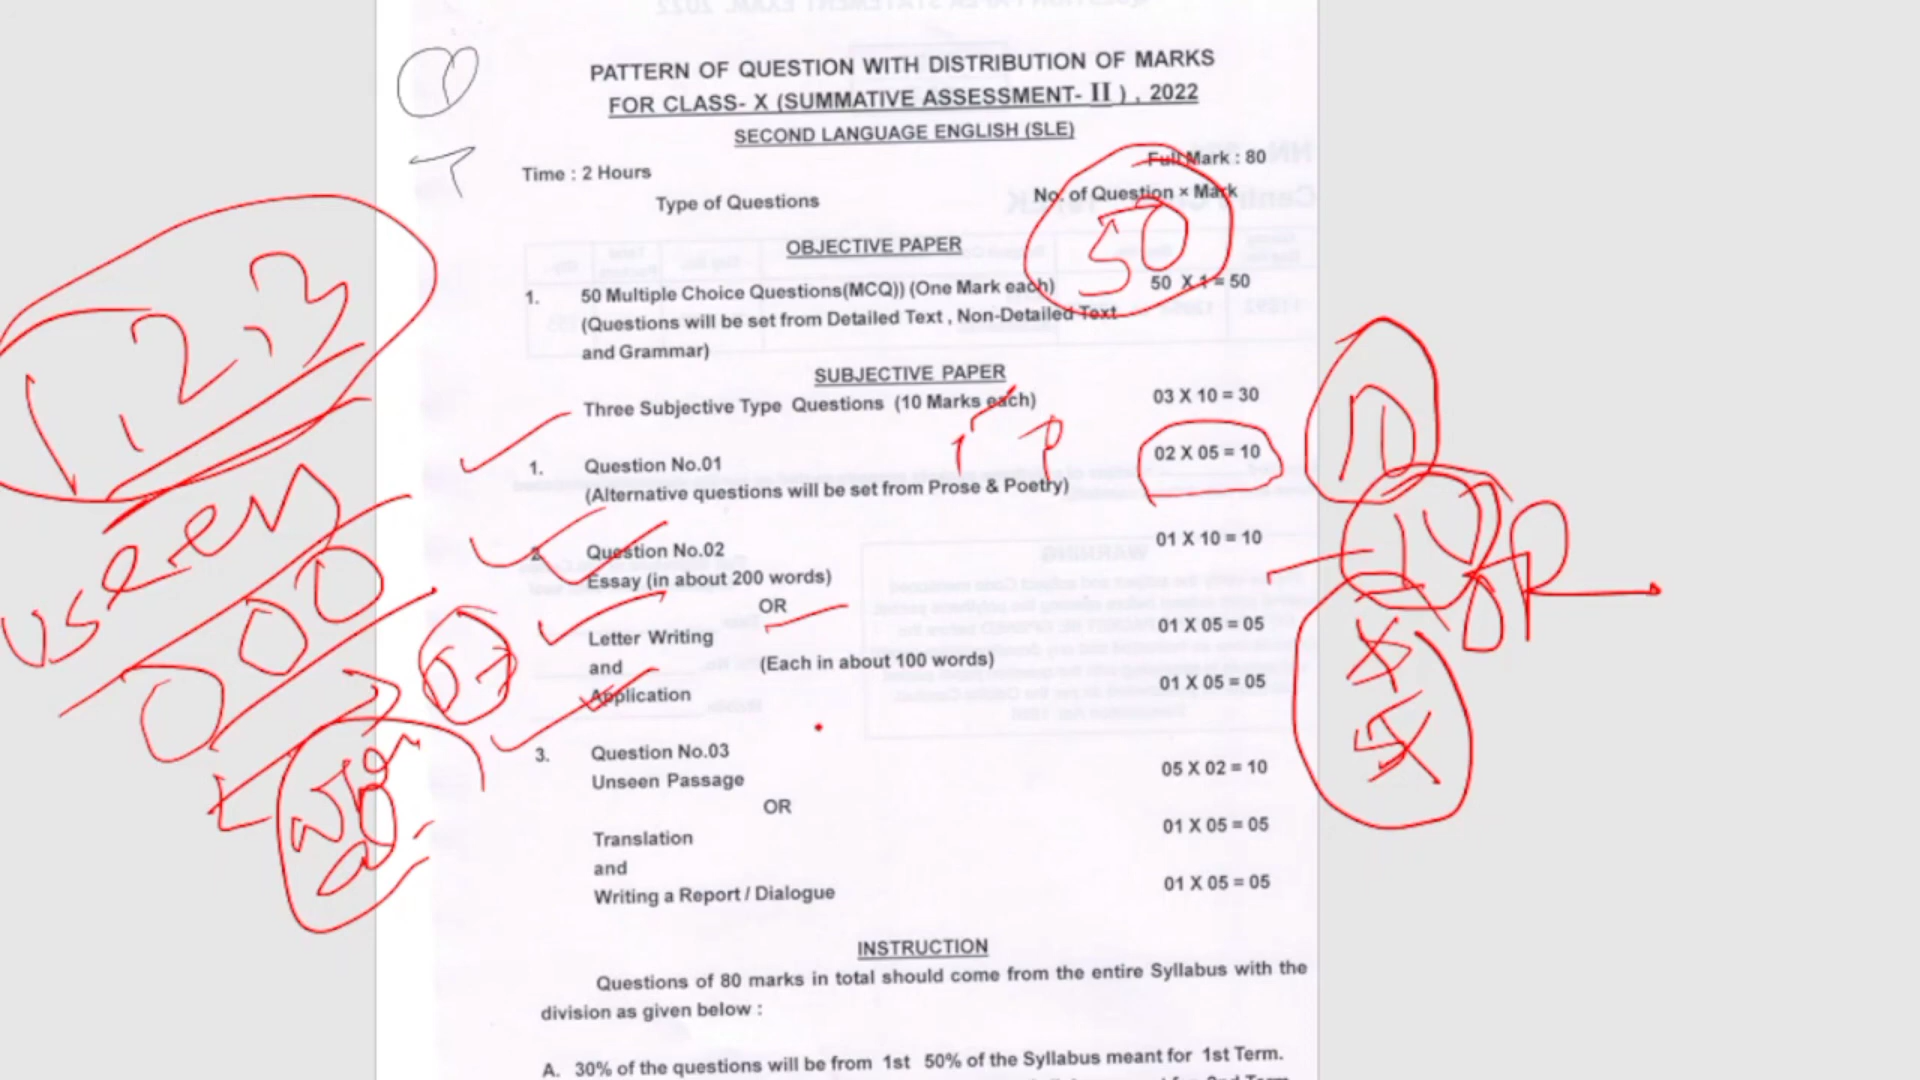 PATTERN OF QUESTION WITH DISTRIBUTION OF MARKS
FOR CLASS- X (SUMMATIVE ASSESSMENT- II ) , 2022
SECOND LANGUAGE ENGLISH (SLE)
Time : 2 Hours
Full Mark : 80
Type of Questions
No. of Question × Mark
50
OBJECTIVE PAPER
1. 50 Multiple Choice Questions(MCQ)) (One Mark each) 50 X 1 = 50
(Questions will be set from Detailed Text , Non-Detailed Text
and Grammar)
1 2 3
SUBJECTIVE PAPER
Three Subjective Type Questions (10 Marks each) 03 X 10 = 30
1. Question No.01 02 X 05 = 10
(Alternative questions will be set from Prose & Poetry)
2. Question No.02 01 X 10 = 10
Essay (in about 200 words)
OR
Letter Writing 01 X 05 = 05
and (Each in about 100 words)
Application 01 X 05 = 05
3. Question No.03
Unseen Passage 05 X 02 = 10
OR
Translation 01 X 05 = 05
and
Writing a Report / Dialogue 01 X 05 = 05
INSTRUCTION
Questions of 80 marks in total should come from the entire Syllabus with the
division as given below :
A. 30% of the questions will be from 1st 50% of the Syllabus meant for 1st Term.